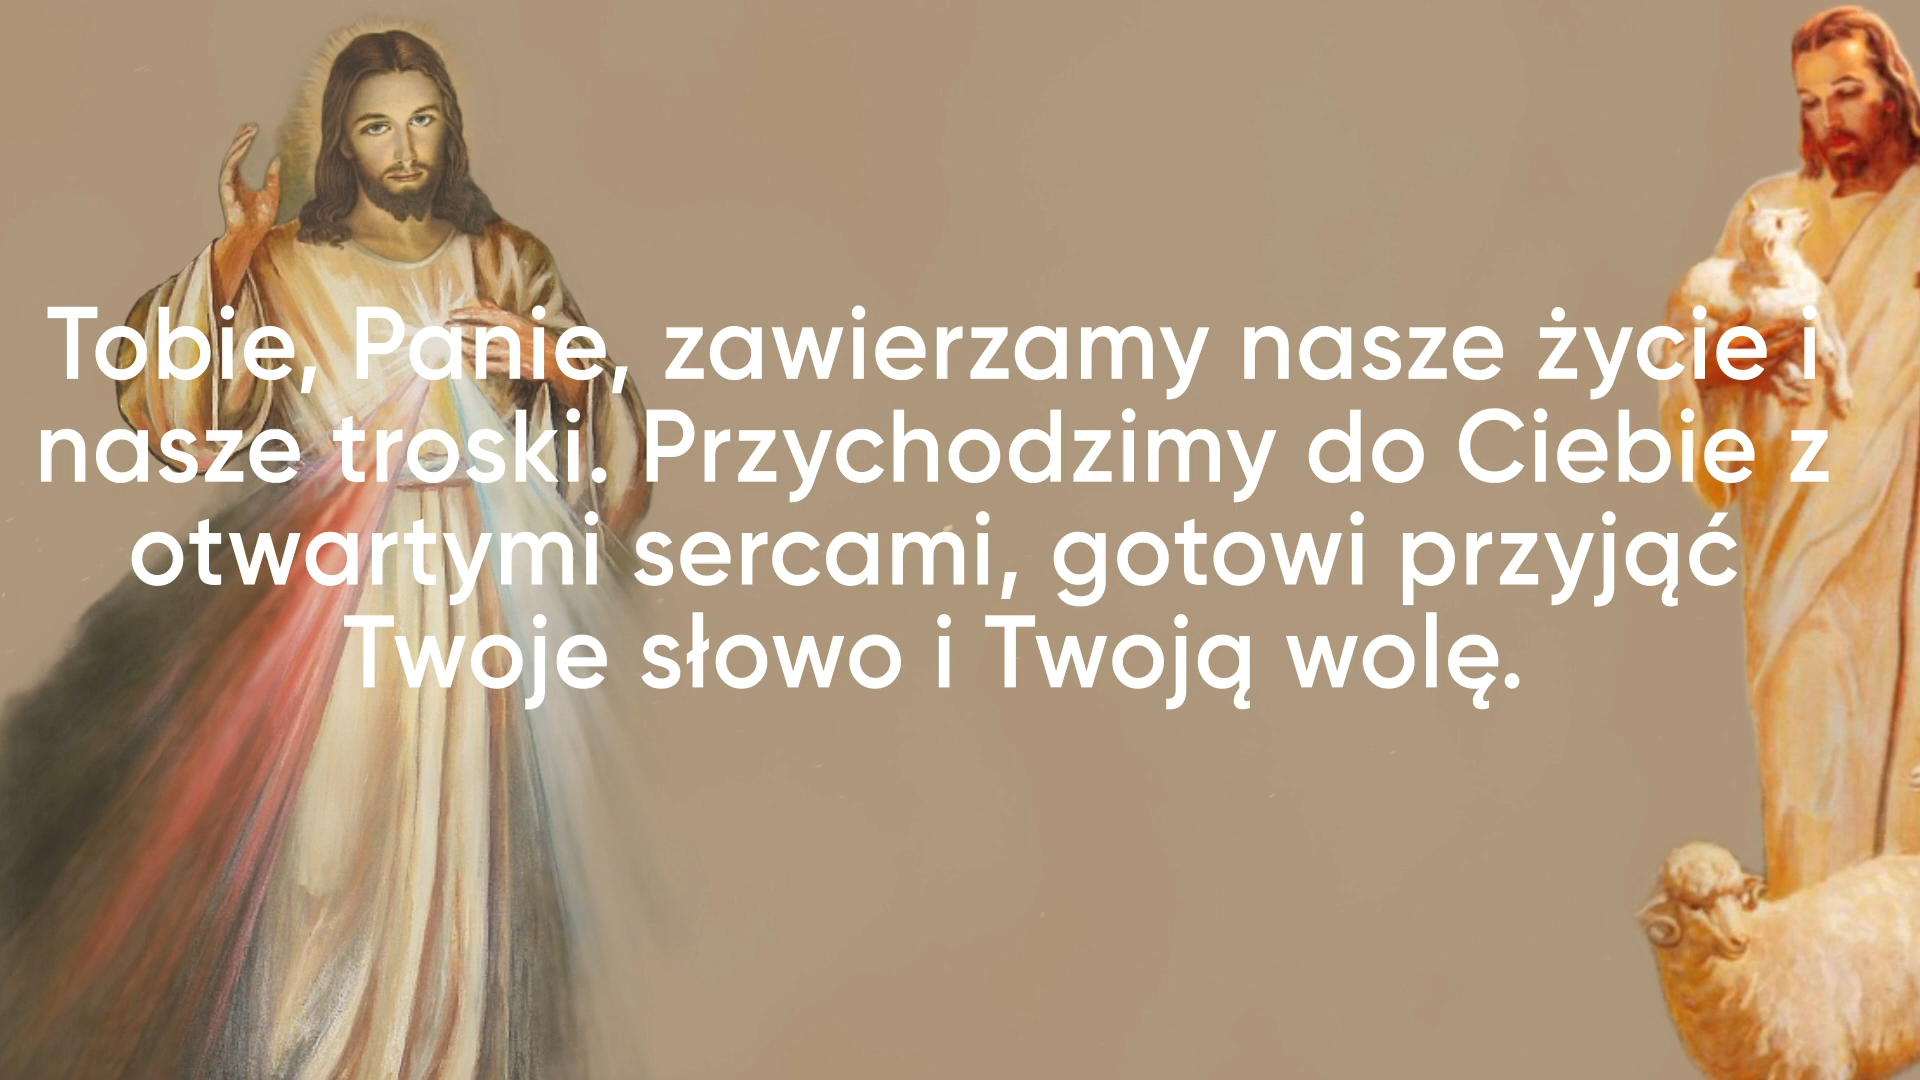 Tobie, Panie, zawierzamy nasze życie i
nasze troski. Przychodzimy do Ciebie z
otwartymi sercami, gotowi przyjąć
Twoje słowo i Twoją wolę.